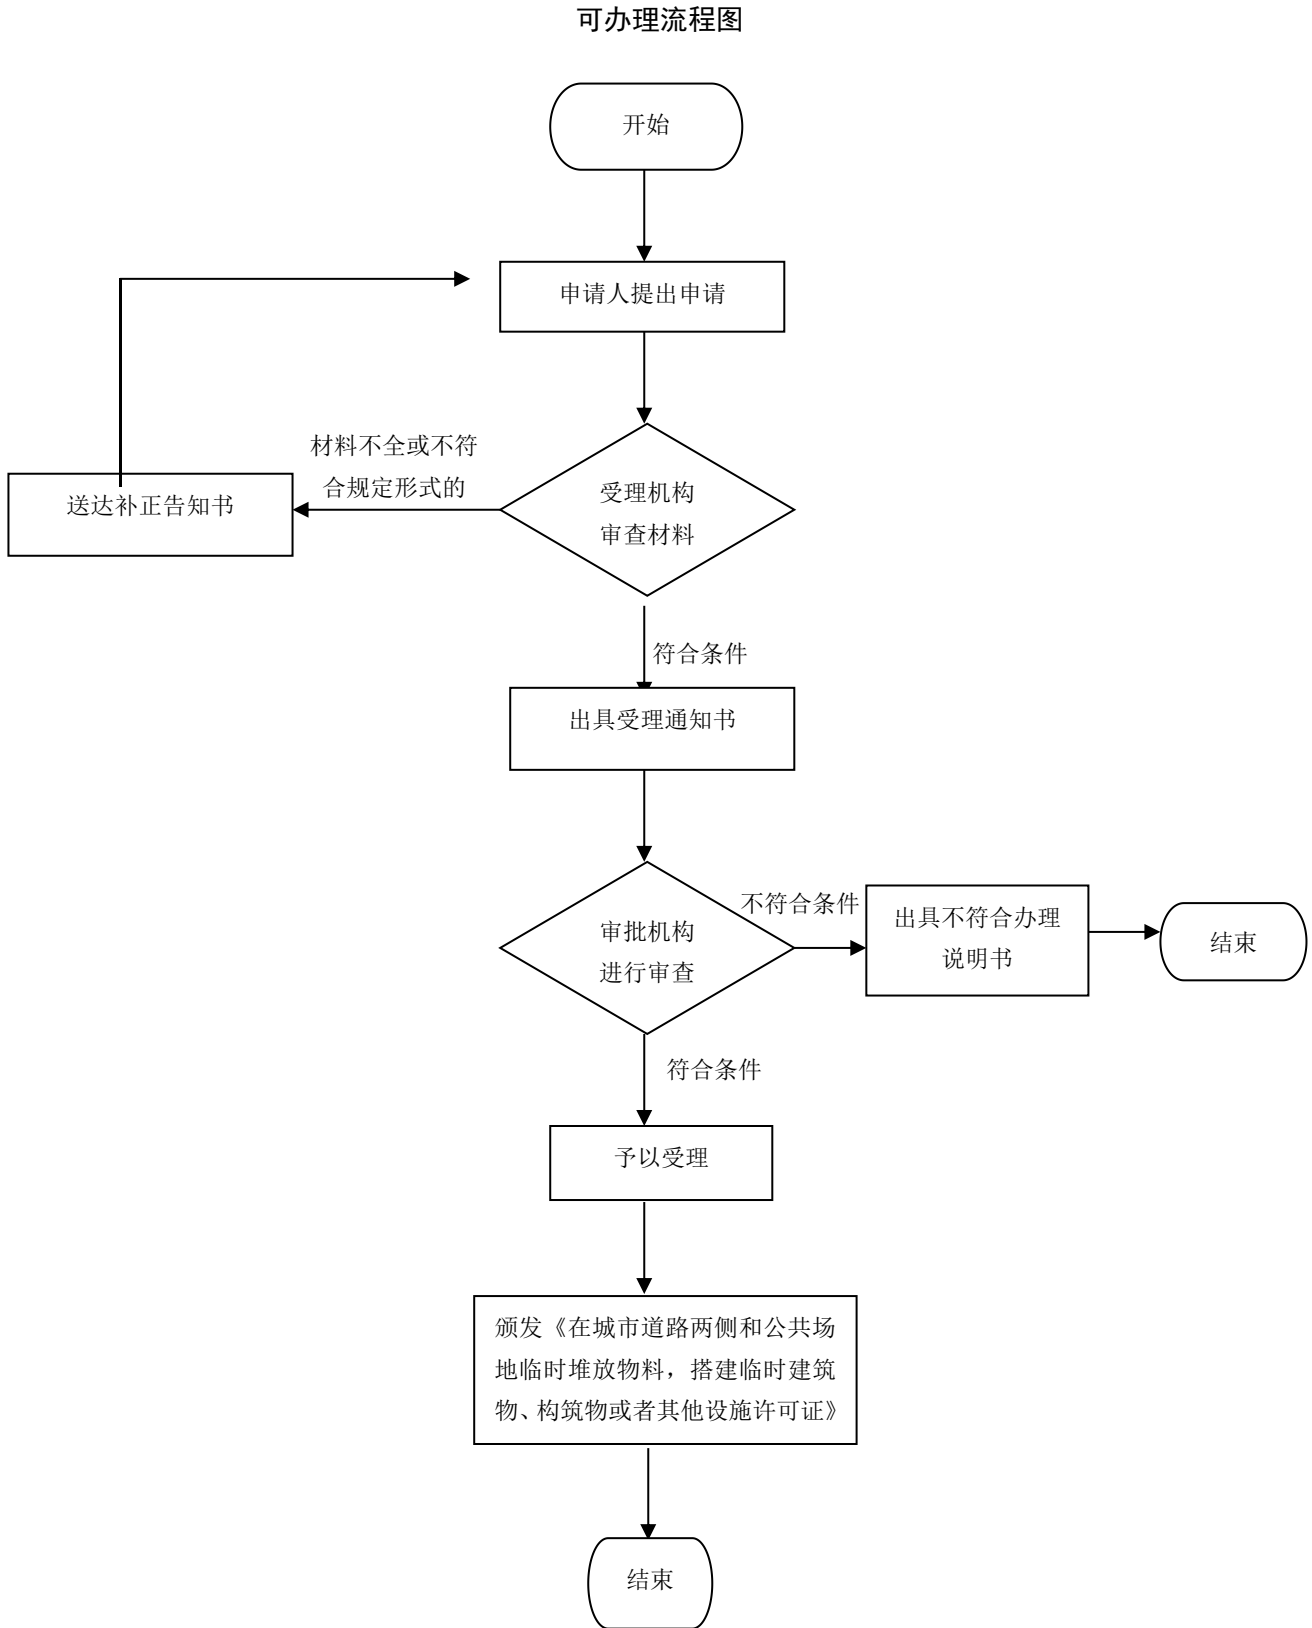 可办理流程图
开始
申请人提出申请
材料不全或不符
合规定形式的
送达补正告知书
受理机构
审查材料
符合条件
出具受理通知书
审批机构
进行审查
不符合条件
出具不符合办理
说明书
结束
符合条件
予以受理
颁发《在城市道路两侧和公共场
地临时堆放物料，搭建临时建筑
物、构筑物或者其他设施许可证》
结束